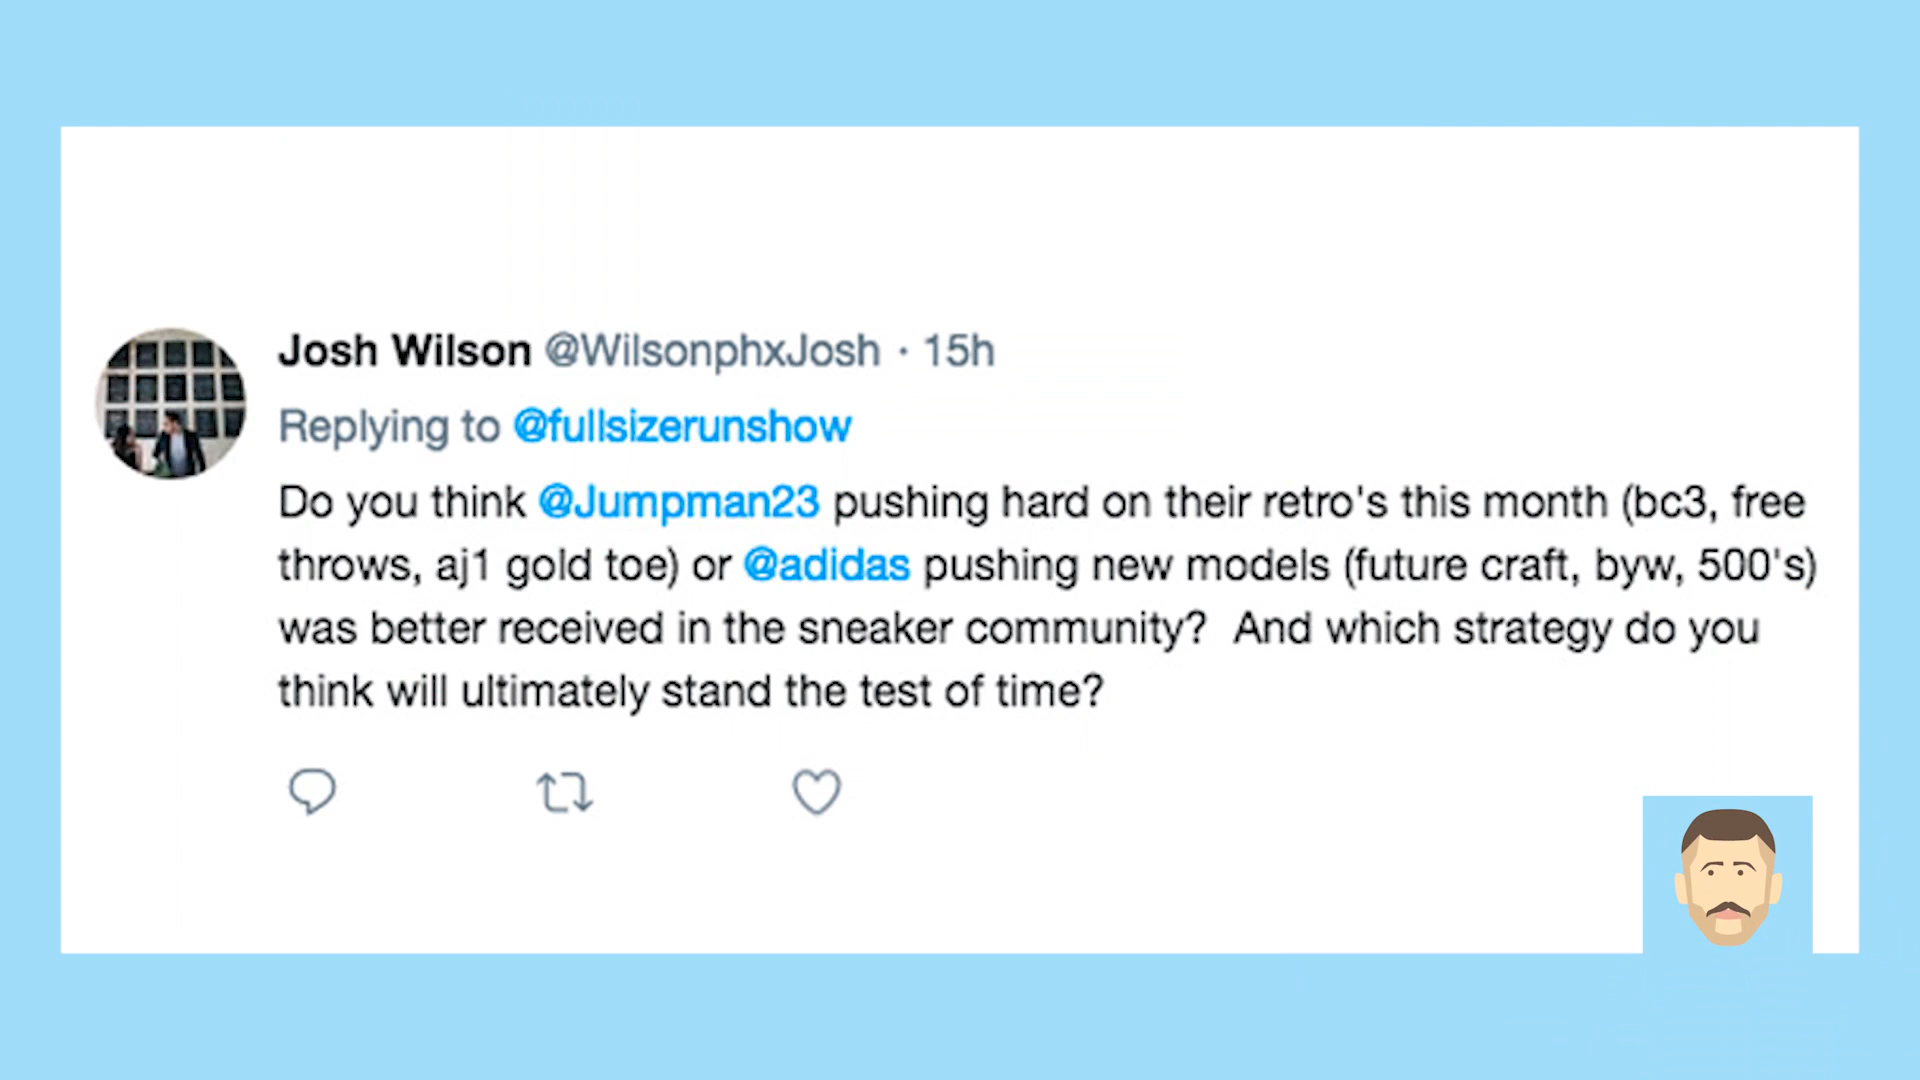 Josh Wilson @WilsonphxJosh · 15h
Replying to @fullsizerunshow
Do you think @Jumpman23 pushing hard on their retro's this month (bc3, free
throws, aj1 gold toe) or @adidas pushing new models (future craft, byw, 500's)
was better received in the sneaker community?  And which strategy do you
think will ultimately stand the test of time?